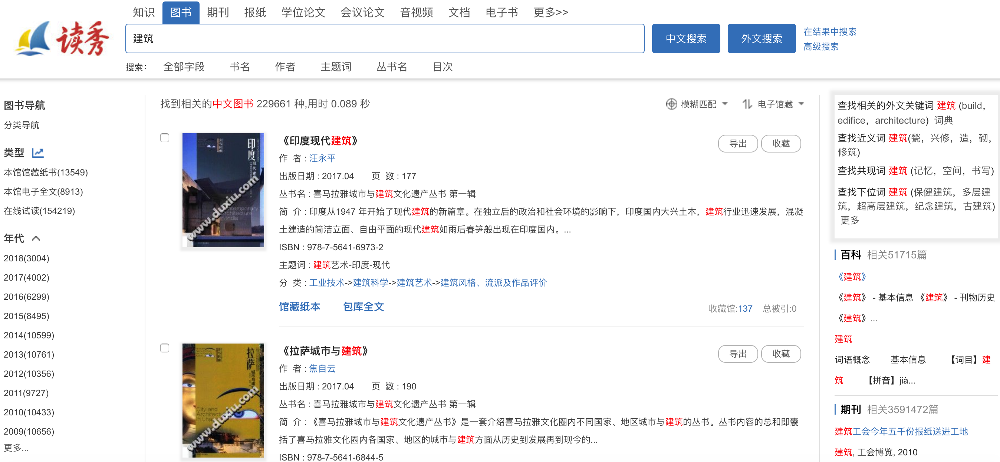 知识 图书 期刊 报纸 学位论文 会议论文 音视频 文档 电子书 更多>>
读秀
建筑
中文搜索 外文搜索
在结果中搜索
高级搜索
搜索: 全部字段 书名 作者 主题词 丛书名 目次
图书导航
分类导航
类型
本馆馆藏纸书(13549)
本馆电子全文(8913)
在线试读(154219)
年代
2018(3004)
2017(4002)
2016(6299)
2015(8495)
2014(10599)
2013(10761)
2012(10356)
2011(9727)
2010(10433)
2009(10656)
更多...
找到相关的中文图书 229661 种,用时 0.089 秒
模糊匹配 电子馆藏
印度
现代建
Contemporary
Architecture
in India
www.duxiu.com
《印度现代建筑》
导出 收藏
作 者 : 汪永平
出版日期 : 2017.04 页 数 : 177
丛书名 : 喜马拉雅城市与建筑文化遗产丛书 第一辑
简 介 : 印度从1947 年开始了现代建筑的新篇章。在独立后的政治和社会环境的影响下，印度国内大兴土木，建筑行业迅速发展，混凝
土建造的简洁立面、自由平面的现代建筑如雨后春笋般出现在印度国内。...
ISBN : 978-7-5641-6973-2
主题词 : 建筑艺术-印度-现代
分 类 : 工业技术->建筑科学->建筑艺术->建筑风格、流派及作品评价
馆藏纸本 包库全文
收藏馆:137 总被引:0
拉萨
城市与建
City and
Architecture
in Lhasa
www.duxiu.com
《拉萨城市与建筑》
导出 收藏
作 者 : 焦自云
出版日期 : 2017.04 页 数 : 190
丛书名 : 喜马拉雅城市与建筑文化遗产丛书 第一辑
简 介 : 《喜马拉雅城市与建筑文化遗产丛书》是一套介绍喜马拉雅文化圈内不同国家、地区城市与建筑的丛书。丛书内容的总和即囊
括了喜马拉雅文化圈内各国家、地区的城市与建筑方面从历史到发展再到现今的...
ISBN : 978-7-5641-6844-5
查找相关的外文关键词 建筑 (build，
edifice，architecture) 词典
查找近义词 建筑(甃，兴修，造，砌，
修筑)
查找共现词 建筑 (记忆，空间，书写)
查找下位词 建筑 (保健建筑，多层建
筑，超高层建筑，纪念建筑，古建筑)
更多
百科 相关51715篇
《建筑》
《建筑》 - 基本信息 《建筑》 - 刊物历史
《建筑》...
建筑
词语概念 基本信息 【词目】建
筑 【拼音】jià...
期刊 相关3591472篇
建筑工会今年五千份报纸送进工地
建筑, 工会博览, 2010